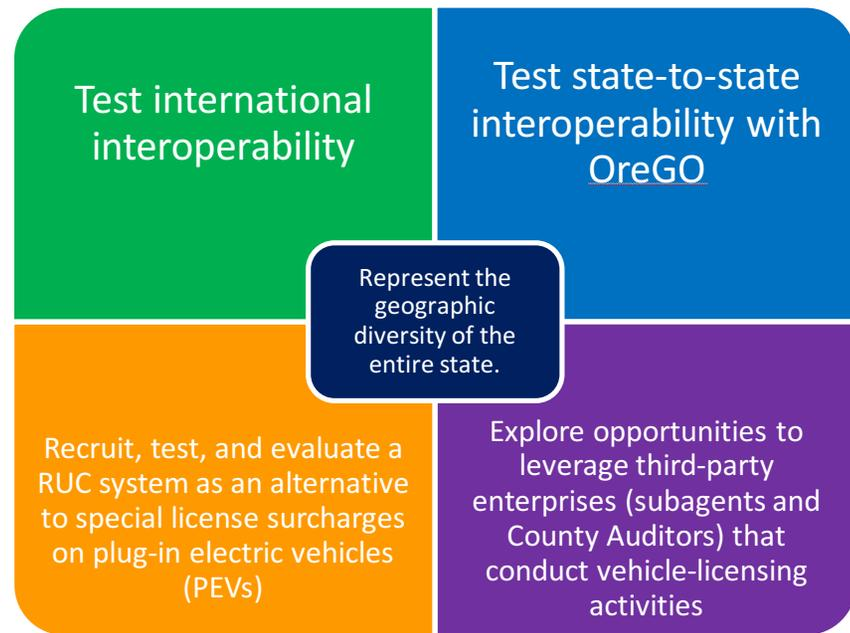 Test international
interoperability
Test state-to-state
interoperability with
OreGO
Represent the
geographic
diversity of the
entire state.
Recruit, test, and evaluate a
RUC system as an alternative
to special license surcharges
on plug-in electric vehicles
(PEVs)
Explore opportunities to
leverage third-party
enterprises (subagents and
County Auditors) that
conduct vehicle-licensing
activities